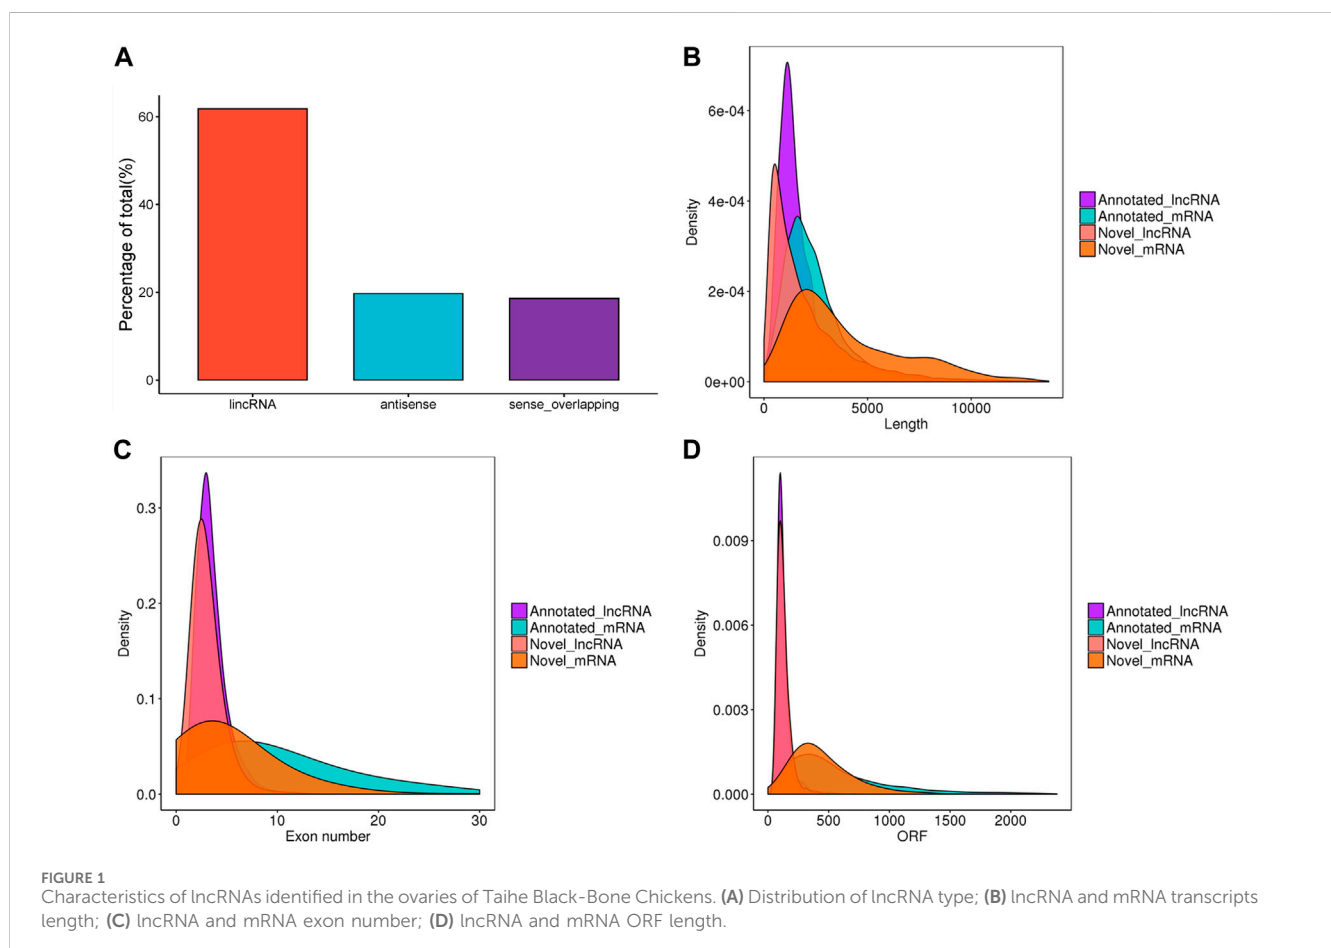 A
Percentage of total(%)
60
40
20
0
lincRNA antisense sense_overlapping
B
Density
6e-04
4e-04
2e-04
0e+00
0 5000 10000
Length
Annotated_lncRNA
Annotated_mRNA
Novel_lncRNA
Novel_mRNA
C
Density
0.3
0.2
0.1
0.0
0 10 20 30
Exon number
Annotated_lncRNA
Annotated_mRNA
Novel_lncRNA
Novel_mRNA
D
Density
0.009
0.006
0.003
0.000
0 500 1000 1500 2000
ORF
Annotated_lncRNA
Annotated_mRNA
Novel_lncRNA
Novel_mRNA
FIGURE 1
Characteristics of lncRNAs identified in the ovaries of Taihe Black-Bone Chickens. (A) Distribution of lncRNA type; (B) lncRNA and mRNA transcripts
length; (C) lncRNA and mRNA exon number; (D) lncRNA and mRNA ORF length.